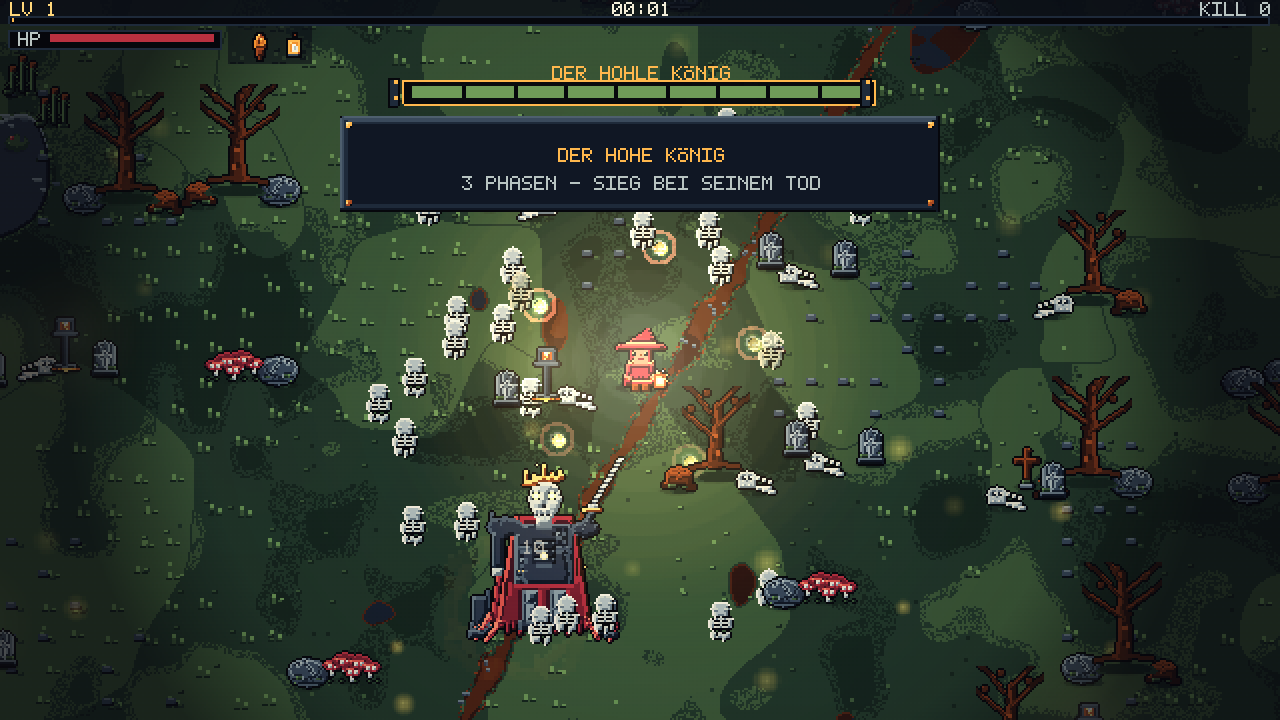 LV 1
00:01
KILL 0
HP
DER HOHLE KöNIG
DER HOHE KöNIG
3 PHASEN - SIEG BEI SEINEM TOD